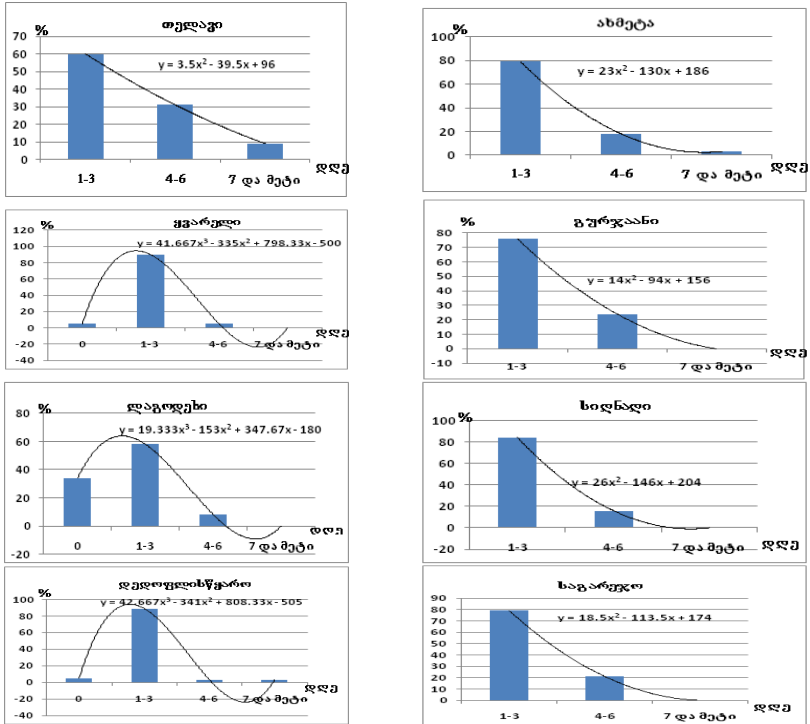 თელავი
%
70
60
50
40
30
20
10
0
y = 3.5x² - 39.5x + 96
1-3 4-6 7 და მეტი
დღე
ახმეტა
%
100
80
60
40
20
0
y = 23x² - 130x + 186
1-3 4-6 7 და მეტი
დღე
ყვარელი
%
120
100
80
60
40
20
0
-20
-40
y = 41.667x³ - 335x² + 798.33x - 500
0 1-3 4-6 7 და მეტი
დღე
გურჯაანი
%
80
70
60
50
40
30
20
10
0
-10
y = 14x² - 94x + 156
1-3 4-6 7 და მეტი
დღე
ლაგოდეხი
%
80
60
40
20
0
-20
y = 19.333x³ - 153x² + 347.67x - 180
0 1-3 4-6 7 და მეტი
დღე
სიღნაღი
%
100
80
60
40
20
0
-20
y = 26x² - 146x + 204
1-3 4-6 7 და მეტი
დღე
დედოფლისწყარო
%
100
80
60
40
20
0
-20
-40
y = 42.667x³ - 341x² + 808.33x - 505
0 1-3 4-6 7 და მეტი
დღე
საგარეჯო
%
90
80
70
60
50
40
30
20
10
0
y = 18.5x² - 113.5x + 174
1-3 4-6 7 და მეტი
დღე